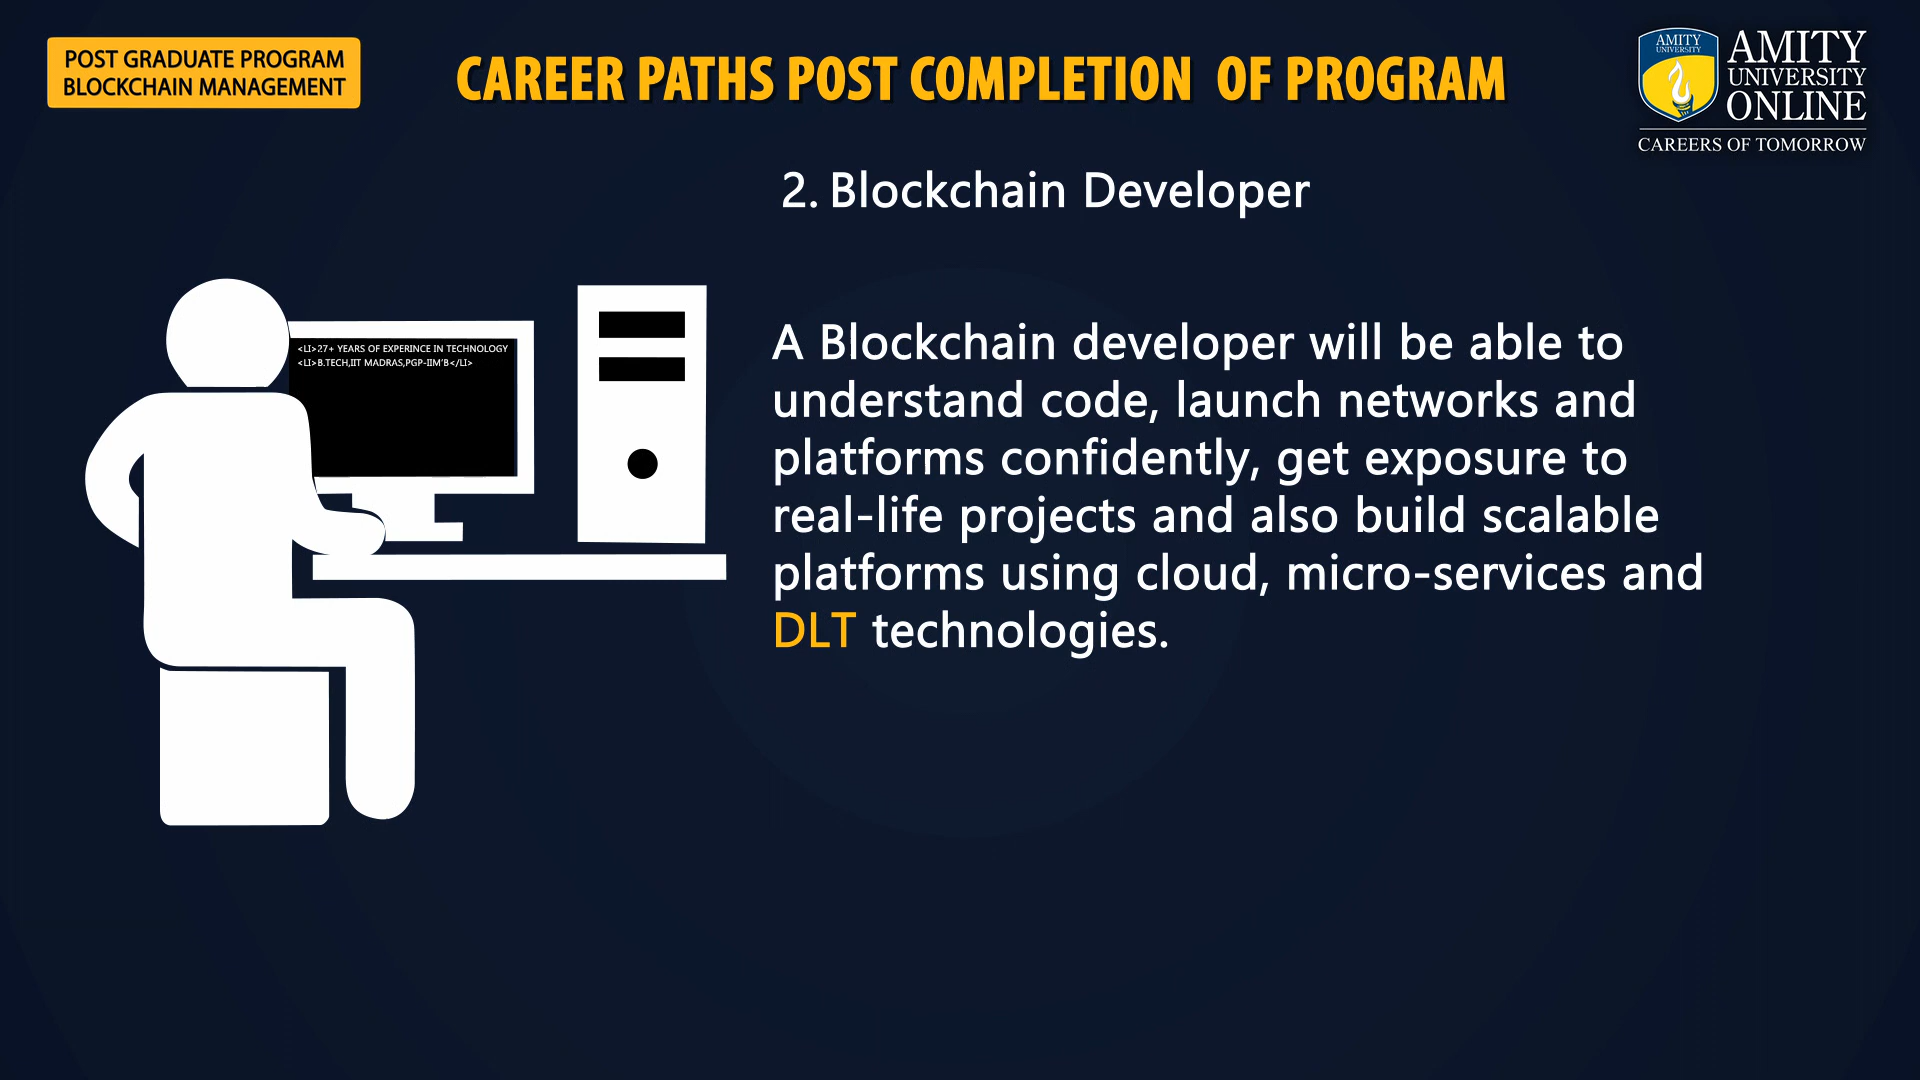 POST GRADUATE PROGRAM
BLOCKCHAIN MANAGEMENT
CAREER PATHS POST COMPLETION OF PROGRAM
AMITY
UNIVERSITY
AMITY
UNIVERSITY
ONLINE
CAREERS OF TOMORROW
2. Blockchain Developer
<LI>27+ YEARS OF EXPERINCE IN TECHNOLOGY
<LI>B.TECH,IIT MADRAS,PGP-IIM'B</LI>
A Blockchain developer will be able to
understand code, launch networks and
platforms confidently, get exposure to
real-life projects and also build scalable
platforms using cloud, micro-services and
DLT technologies.